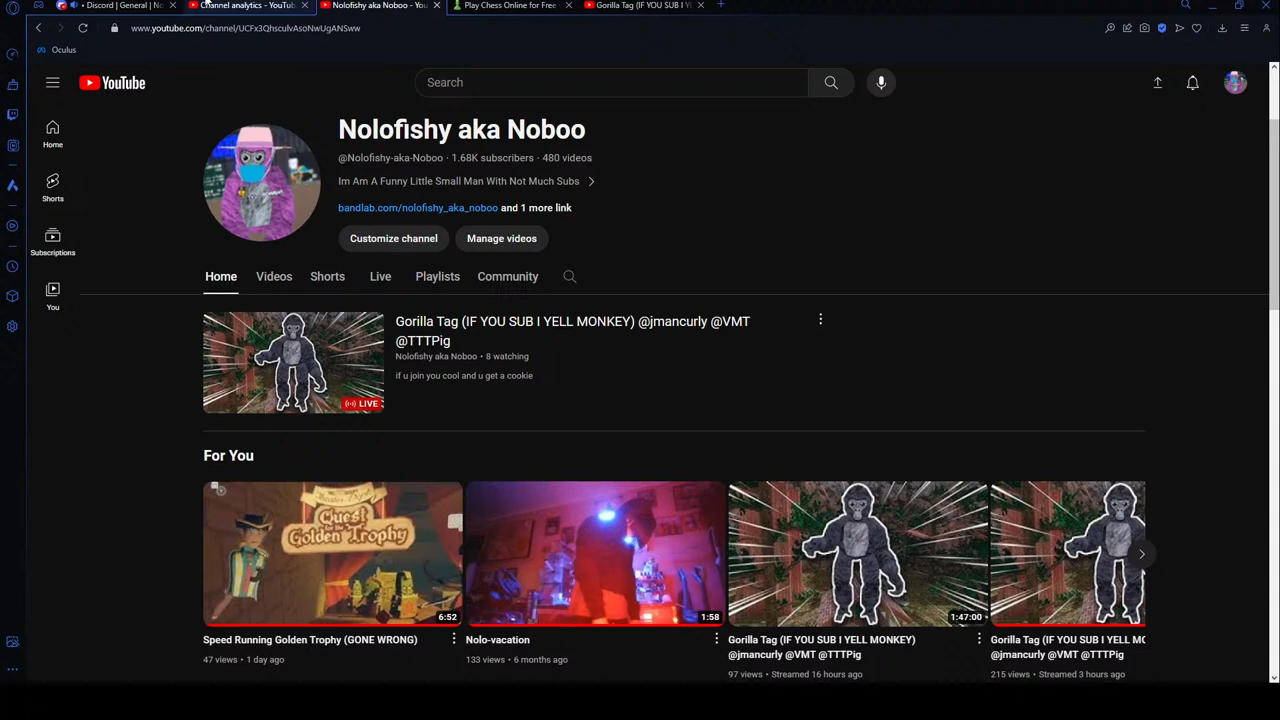 Discord | General | No
Channel analytics - YouTub
Nolofishy aka Noboo - You
Play Chess Online for Free
Gorilla Tag (IF YOU SUB I Y
www.youtube.com/channel/
Oculus
YouTube
Search
Home
Shorts
Subscriptions
You
Nolofishy aka Noboo
@Nolofishy-aka-Noboo · 1.68K subscribers · 480 videos
Im Am A Funny Little Small Man With Not Much Subs
bandlab.com/nolofishy_aka_noboo and 1 more link
Customize channel Manage videos
Home Videos Shorts Live Playlists Community
Gorilla Tag (IF YOU SUB I YELL MONKEY) @jmancurly @VMT
@TTTPig
Nolofishy aka Noboo • 8 watching
if u join you cool and u get a cookie
LIVE
For You
Quest
for the
Golden Trophy
6:52
Speed Running Golden Trophy (GONE WRONG)
47 views • 1 day ago
1:58
Nolo-vacation
133 views • 6 months ago
1:47:00
Gorilla Tag (IF YOU SUB I YELL MONKEY)
@jmancurly @VMT @TTTPig
97 views • Streamed 16 hours ago
Gorilla Tag (IF YOU SUB I YELL MC
@jmancurly @VMT @TTTPig
215 views • Streamed 3 hours ago